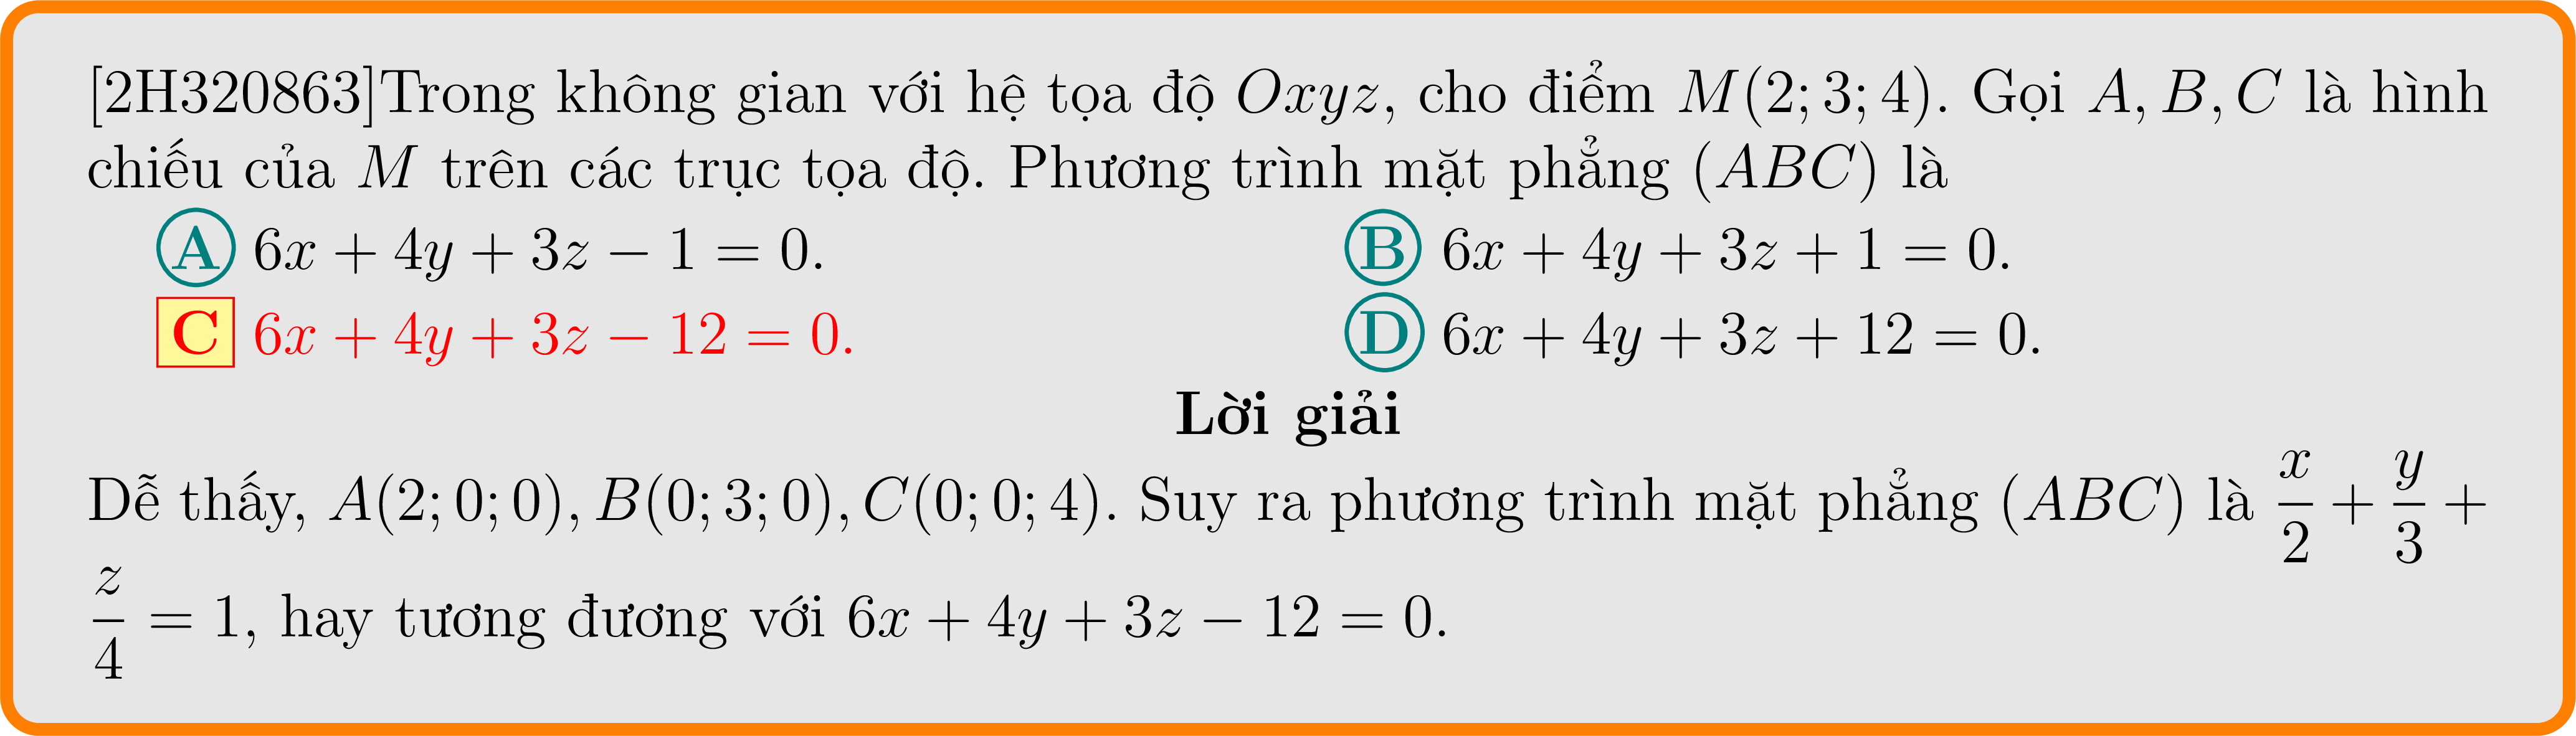 [2H320863]Trong không gian với hệ tọa độ Oxyz, cho điểm M(2; 3; 4). Gọi A, B, C là hình
chiếu của M trên các trục tọa độ. Phương trình mặt phẳng (ABC) là
A 6x + 4y + 3z − 1 = 0. B 6x + 4y + 3z + 1 = 0.
C 6x + 4y + 3z − 12 = 0. D 6x + 4y + 3z + 12 = 0.
Lời giải
Dễ thấy, A(2; 0; 0), B(0; 3; 0), C(0; 0; 4). Suy ra phương trình mặt phẳng (ABC) là x/2 + y/3 +
z/4 = 1, hay tương đương với 6x + 4y + 3z − 12 = 0.